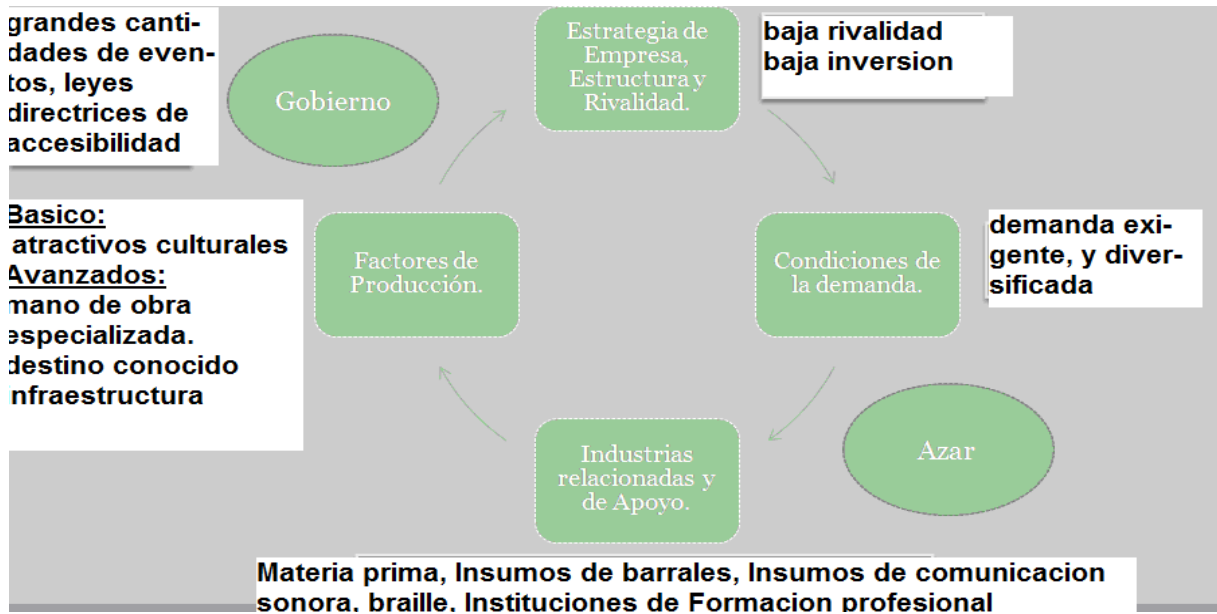 grandes canti-
dades de even-
tos, leyes
directrices de
accesibilidad
Gobierno
Estrategia de
Empresa,
Estructura y
Rivalidad.
baja rivalidad
baja inversion
Basico:
atractivos culturales
Avanzados:
mano de obra
especializada.
destino conocido
infraestructura
Factores de
Producción.
Condiciones de
la demanda.
demanda exi-
gente, y diver-
sificada
Industrias
relacionadas y
de Apoyo.
Azar
Materia prima, Insumos de barrales, Insumos de comunicacion
sonora, braille, Instituciones de Formacion profesional